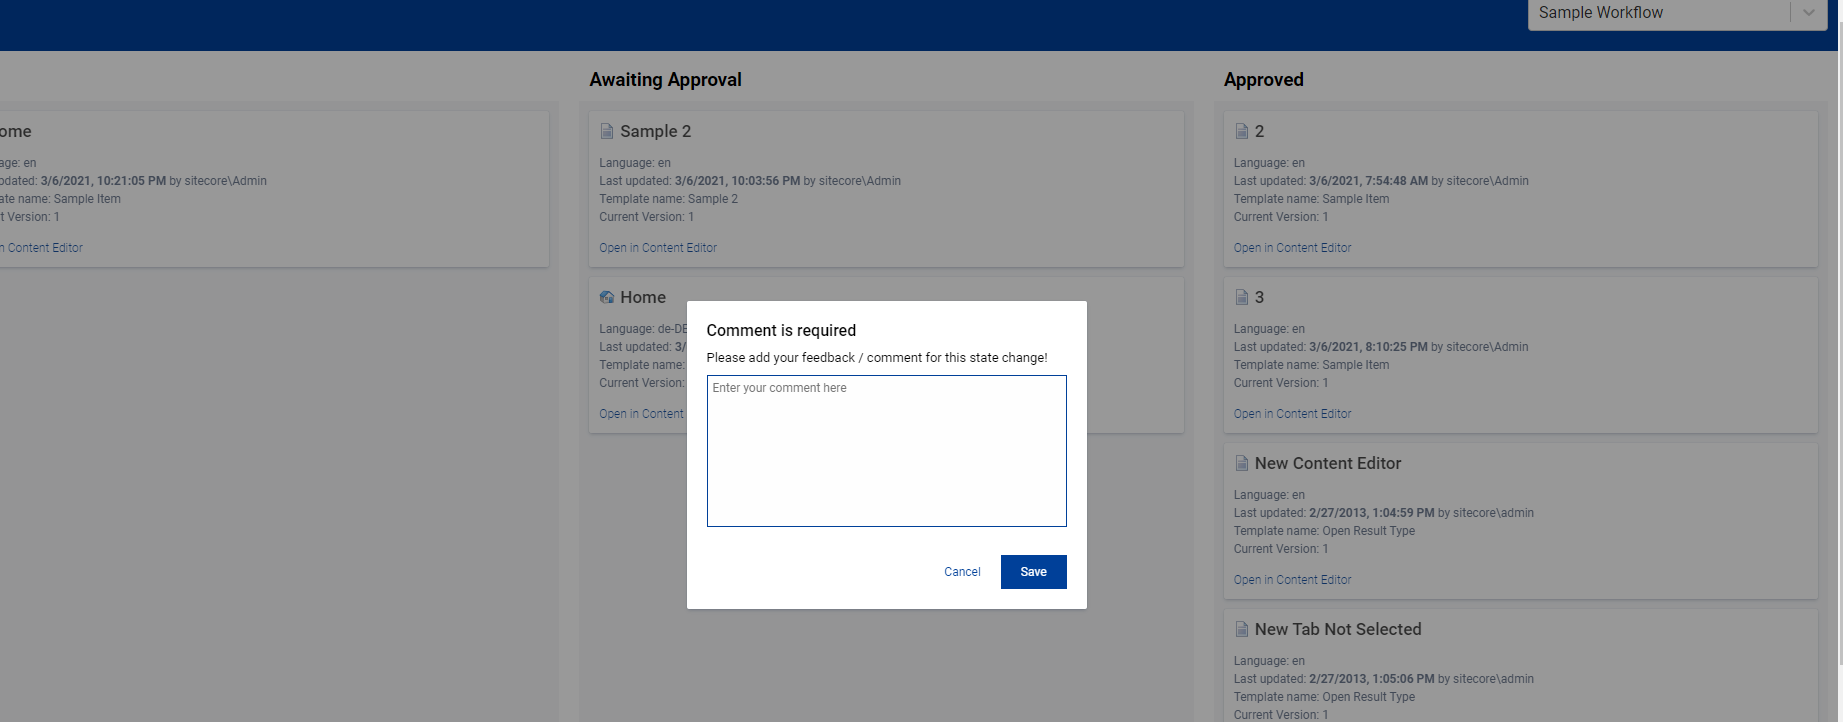 Sample Workflow
ome
age: en
pdated: 3/6/2021, 10:21:05 PM by sitecore\Admin
ate name: Sample Item
t Version: 1
n Content Editor
Awaiting Approval
Sample 2
Language: en
Last updated: 3/6/2021, 10:03:56 PM by sitecore\Admin
Template name: Sample 2
Current Version: 1
Open in Content Editor
Home
Language: de-DE
Last updated: 3/
Template name:
Current Version:
Open in Content
Comment is required
Please add your feedback / comment for this state change!
Enter your comment here
Cancel
Save
Approved
2
Language: en
Last updated: 3/6/2021, 7:54:48 AM by sitecore\Admin
Template name: Sample Item
Current Version: 1
Open in Content Editor
3
Language: en
Last updated: 3/6/2021, 8:10:25 PM by sitecore\Admin
Template name: Sample Item
Current Version: 1
Open in Content Editor
New Content Editor
Language: en
Last updated: 2/27/2013, 1:04:59 PM by sitecore\admin
Template name: Open Result Type
Current Version: 1
Open in Content Editor
New Tab Not Selected
Language: en
Last updated: 2/27/2013, 1:05:06 PM by sitecore\admin
Template name: Open Result Type
Current Version: 1